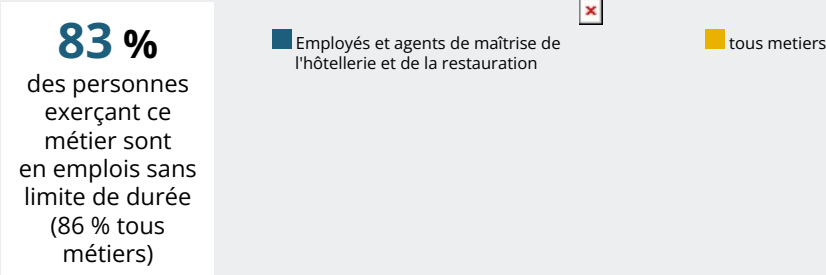 83 %
des personnes
exerçant ce
métier sont
en emplois sans
limite de durée
(86 % tous
métiers)
Employés et agents de maîtrise de
l'hôtellerie et de la restauration
tous metiers